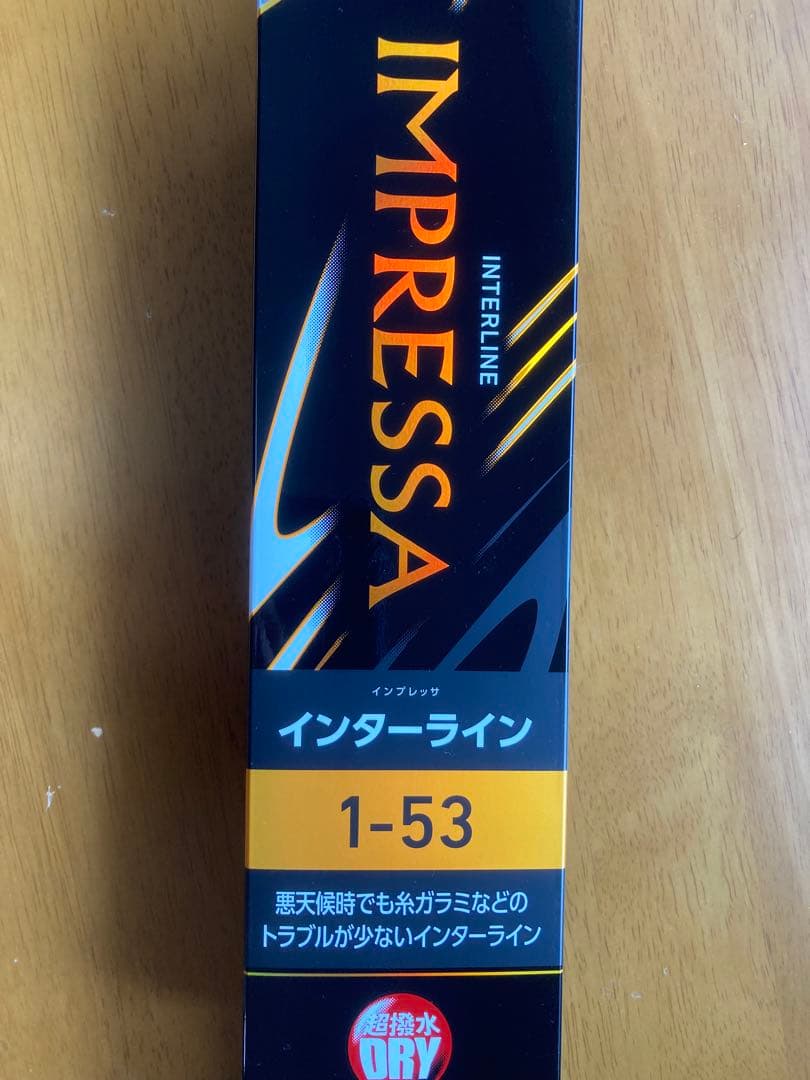 IMPRESSA
INTERLINE
インプレッサ
インターライン
1-53
悪天候時でも糸ガラミなどの
トラブルが少ないインターライン
超撥水
DRY